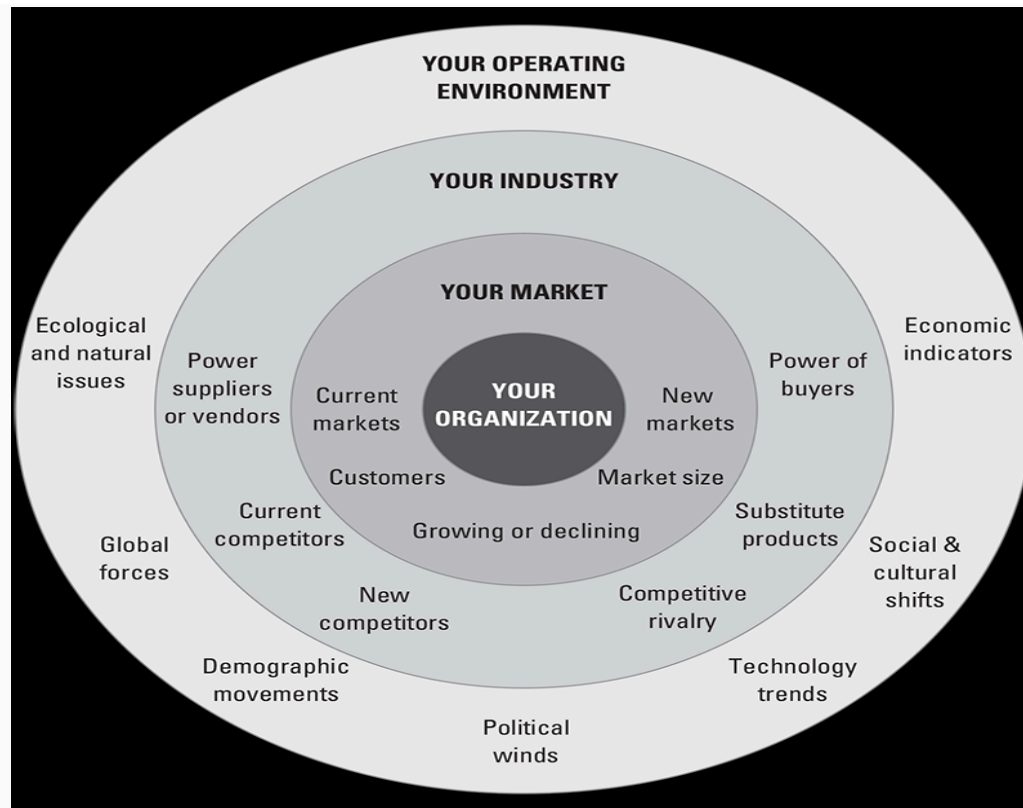 YOUR OPERATING
ENVIRONMENT
YOUR INDUSTRY
YOUR MARKET
YOUR
ORGANIZATION
Current
markets
New
markets
Customers
Market size
Growing or declining
Power
suppliers
or vendors
Power of
buyers
Current
competitors
Substitute
products
New
competitors
Competitive
rivalry
Ecological
and natural
issues
Economic
indicators
Global
forces
Social &
cultural
shifts
Demographic
movements
Technology
trends
Political
winds